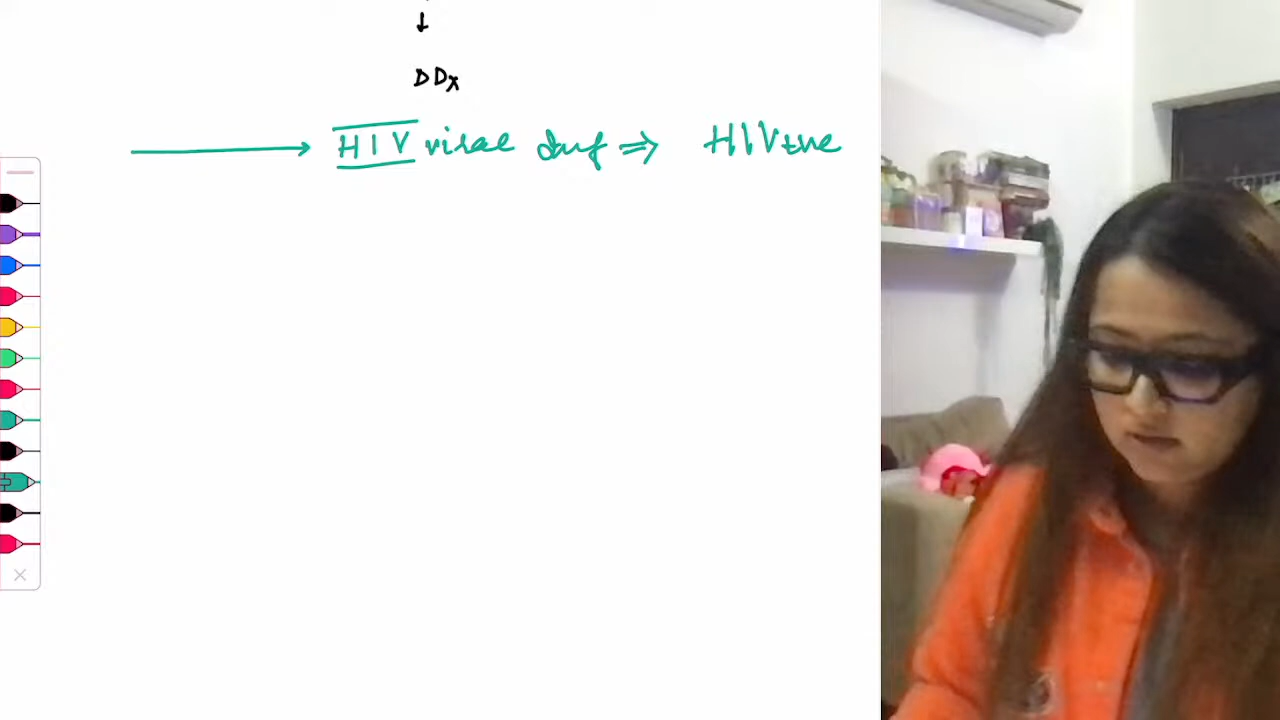 ↓
DDx
→ HIV viral Inf ⇒ HIV+ve